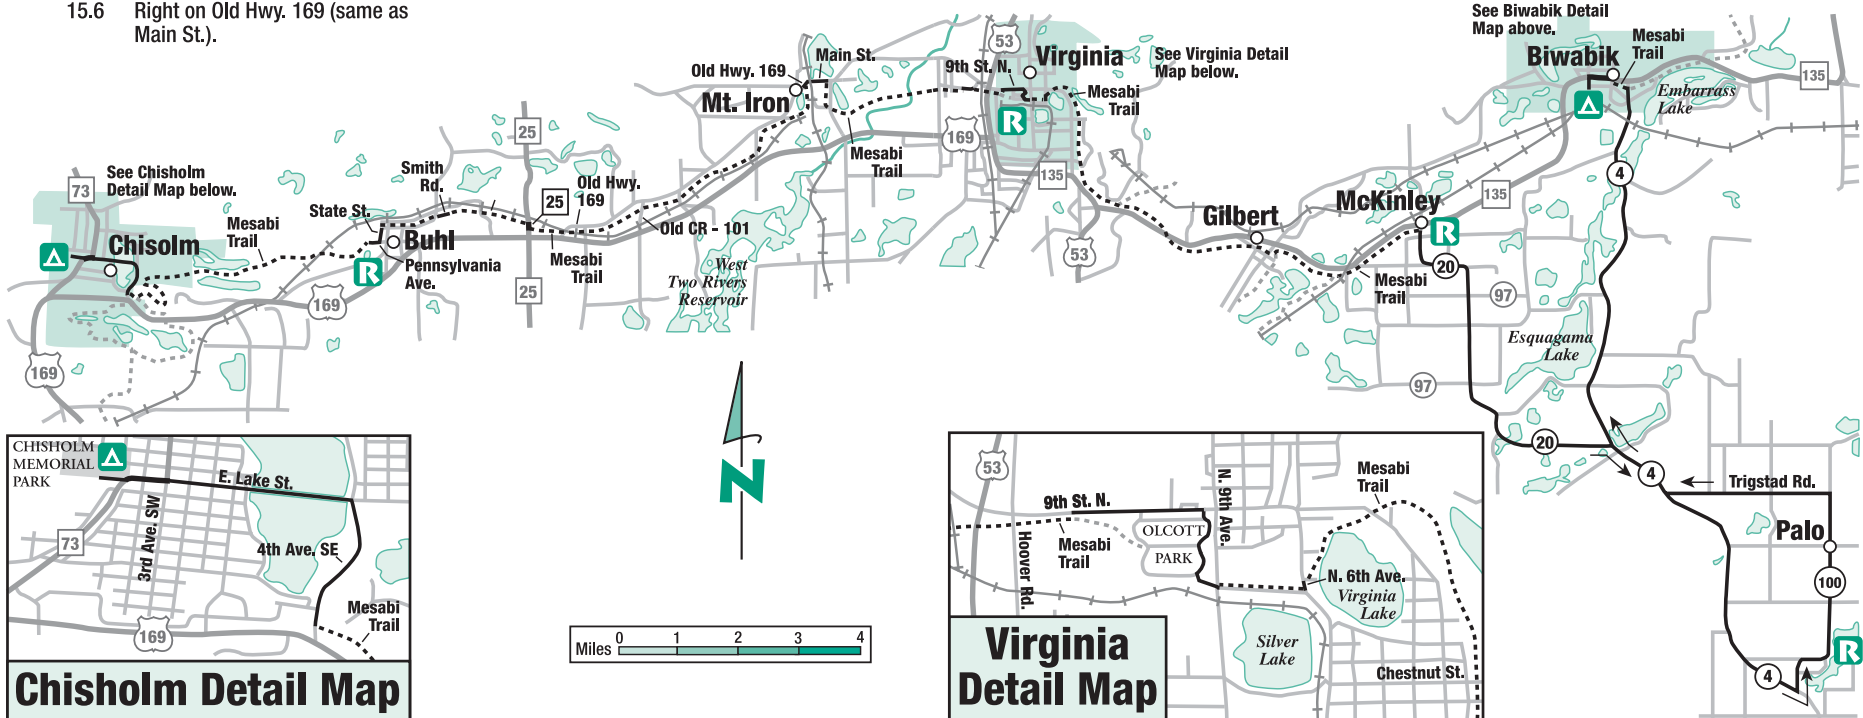 15.6 Right on Old Hwy. 169 (same as
Main St.).
See Chisholm
Detail Map below.
73
Chisolm
Mesabi
Trail
169
169
State St.
Buhl
R
Pennsylvania
Ave.
Smith
Rd.
25
25
25
Old Hwy.
169
Mesabi
Trail
Old CR - 101
Old Hwy. 169
Main St.
Mt. Iron
Mesabi
Trail
West
Two Rivers
Reservoir
169
53
Virginia
9th St. N.
R
See Virginia Detail
Map below.
Mesabi
Trail
135
53
Gilbert
McKinley
R
Mesabi
Trail
20
97
97
135
See Biwabik Detail
Map above.
Biwabik
Mesabi
Trail
Embarrass
Lake
135
4
Esquagama
Lake
20
4
Trigstad Rd.
Palo
100
R
4
N
Miles 0 1 2 3 4
CHISHOLM
MEMORIAL
PARK
E. Lake St.
3rd Ave. SW
73
4th Ave. SE
169
Mesabi
Trail
Chisholm Detail Map
53
9th St. N.
Hoover Rd.
Mesabi
Trail
OLCOTT
PARK
N. 9th Ave.
Mesabi
Trail
N. 6th Ave.
Virginia
Lake
Silver
Lake
Chestnut St.
Virginia
Detail Map